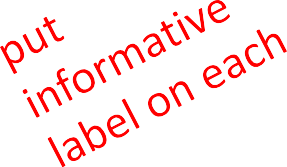 put
informative
label on each